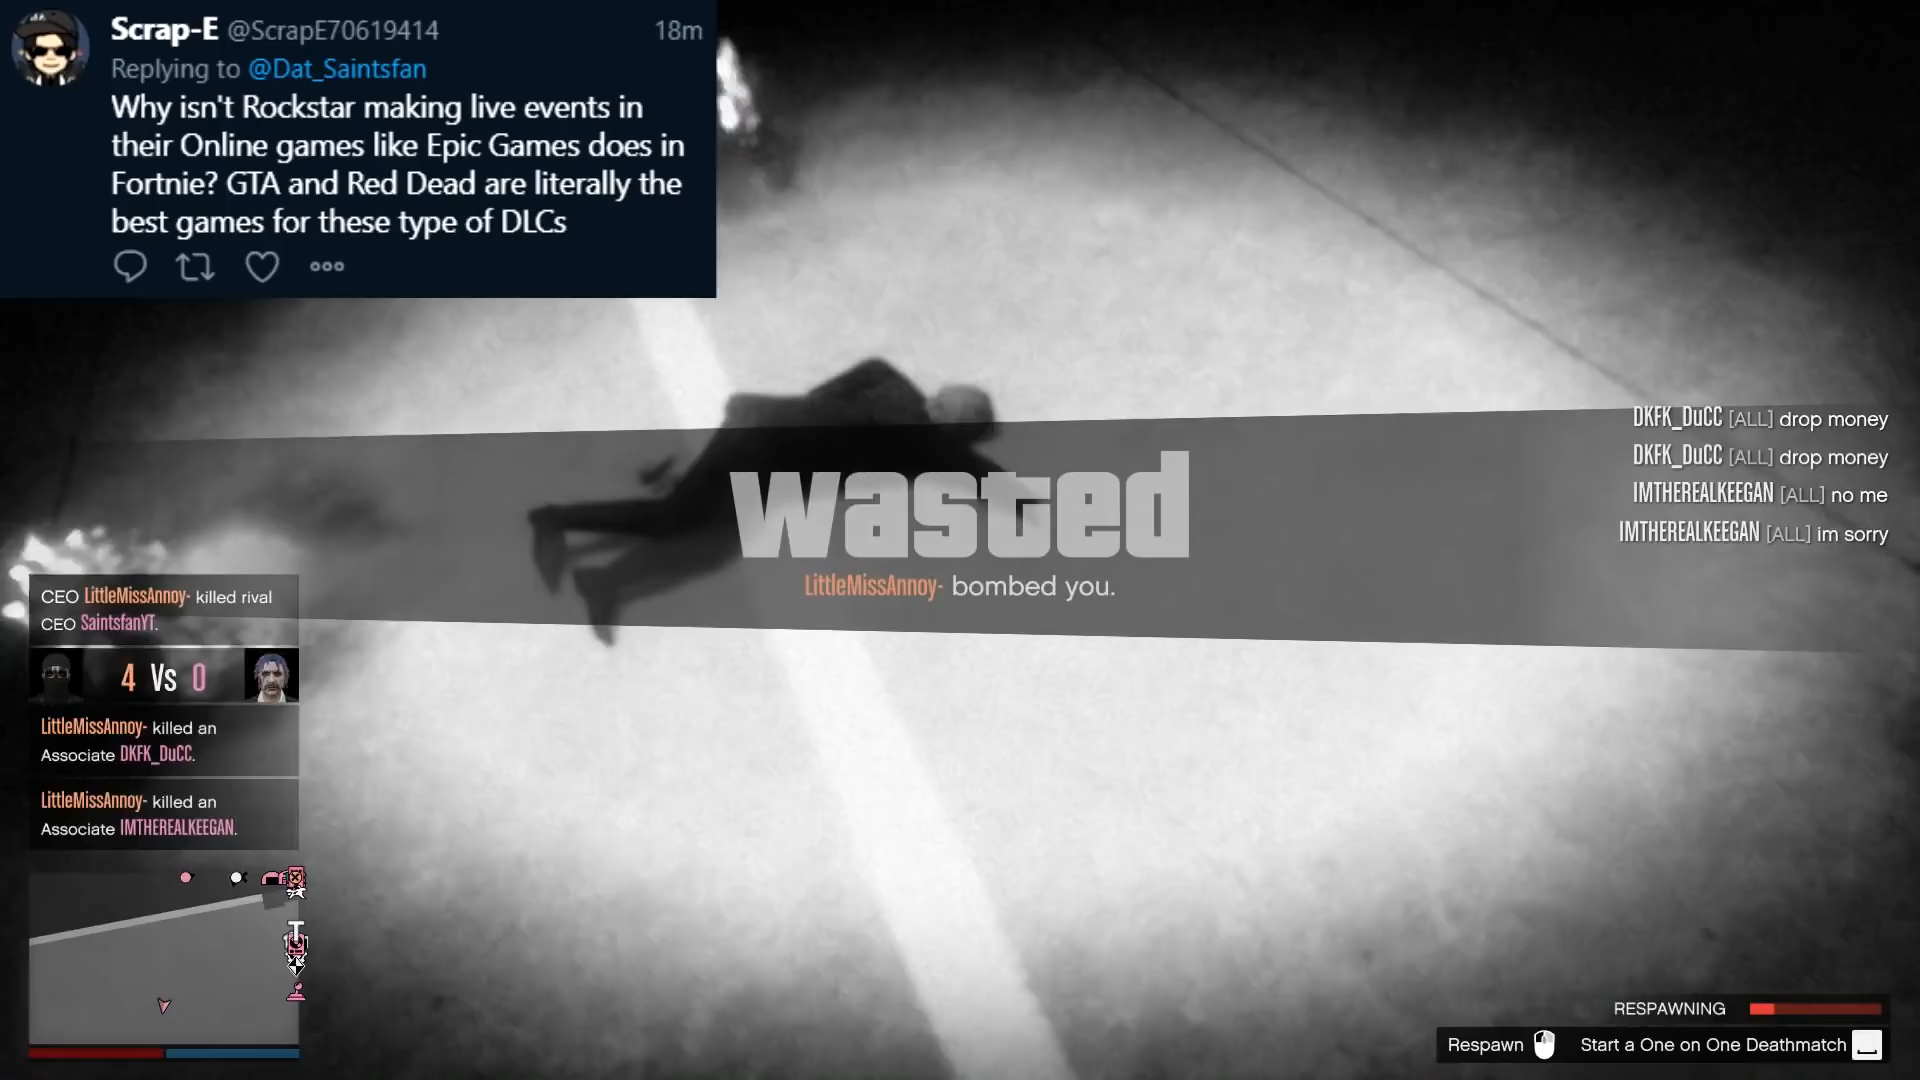 Scrap-E @ScrapE70619414 18m
Replying to @Dat_Saintsfan
Why isn't Rockstar making live events in
their Online games like Epic Games does in
Fortnie? GTA and Red Dead are literally the
best games for these type of DLCs
DKFK_DuCC [ALL] drop money
DKFK_DuCC [ALL] drop money
IMTHEREALKEEGAN [ALL] no me
IMTHEREALKEEGAN [ALL] im sorry
wasted
LittleMissAnnoy- bombed you.
CEO LittleMissAnnoy- killed rival
CEO SaintsfanYT.
4 Vs 0
LittleMissAnnoy- killed an
Associate DKFK_DuCC.
LittleMissAnnoy- killed an
Associate IMTHEREALKEEGAN.
RESPAWNING
Respawn Start a One on One Deathmatch